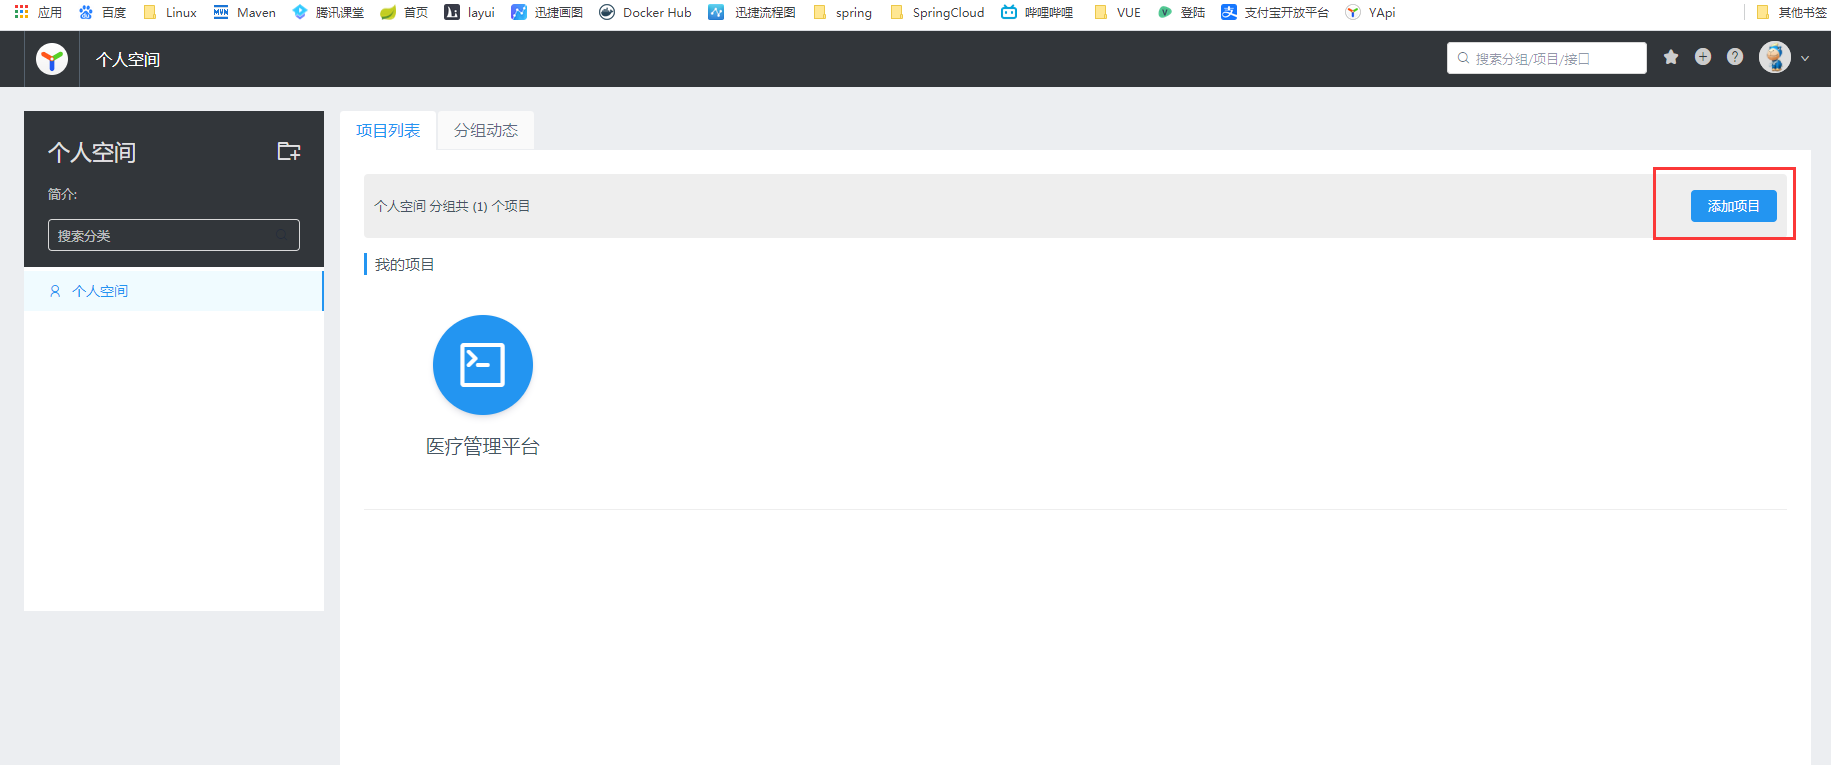 应用 百度 Linux Maven 腾讯课堂 首页 layui 迅捷画图 Docker Hub 迅捷流程图 spring SpringCloud 哔哩哔哩 VUE 登陆 支付宝开放平台 YApi 其他书签
个人空间 搜索分组/项目/接口
个人空间
简介:
搜索分类
个人空间
项目列表 分组动态
个人空间 分组共 (1) 个项目 添加项目
我的项目
医疗管理平台